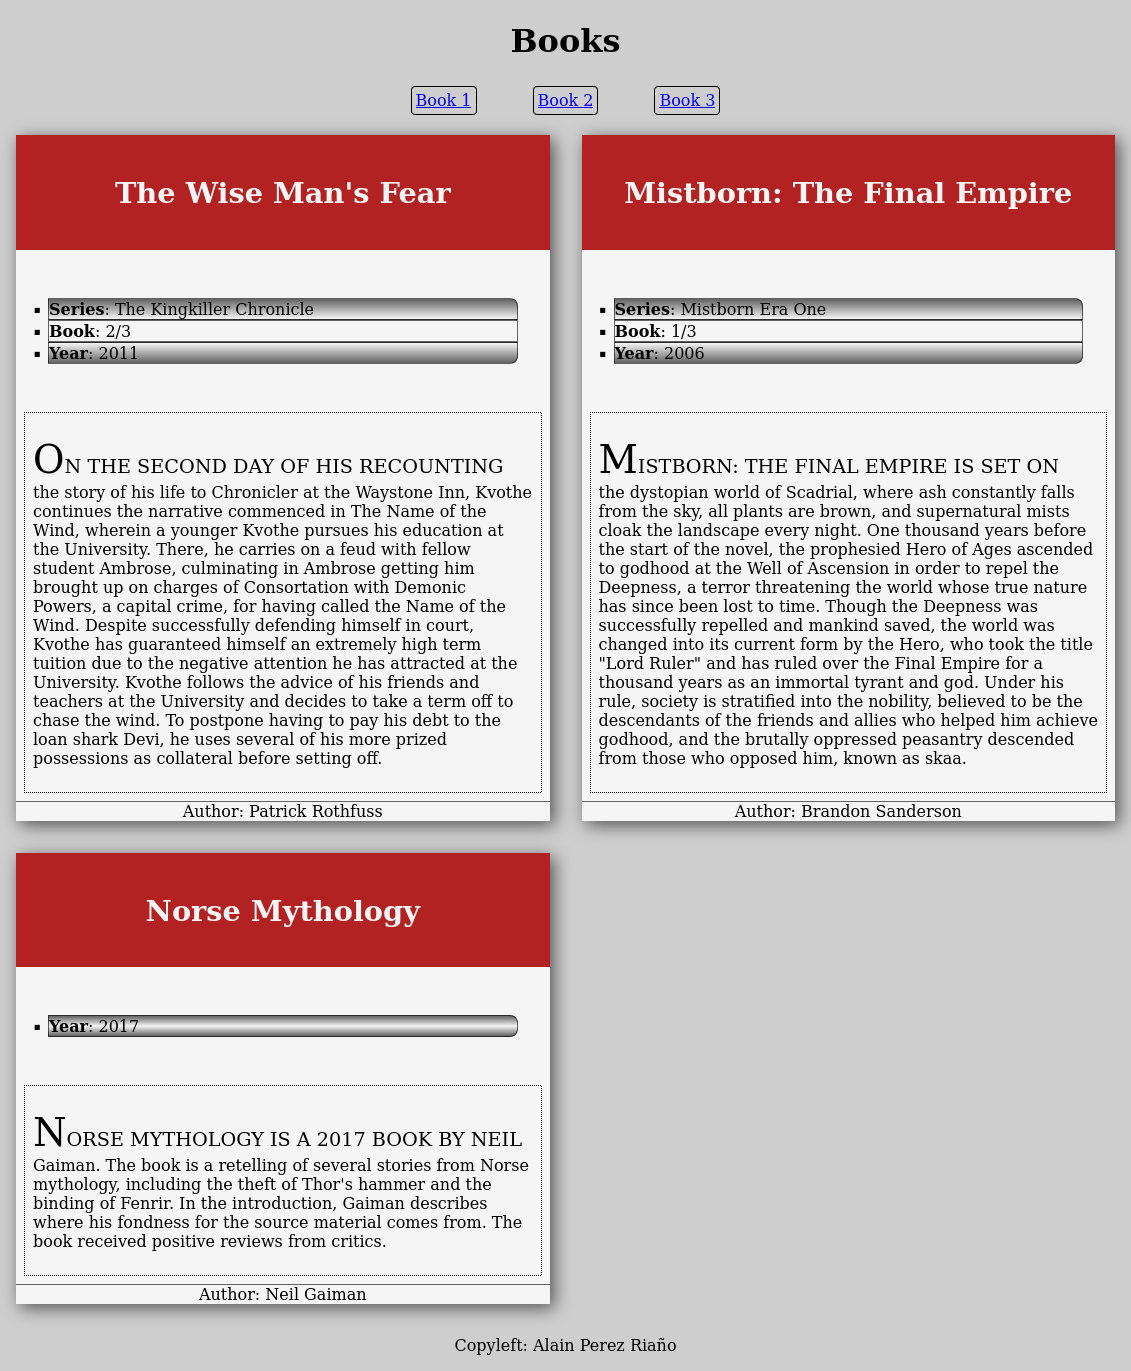 Books
Book 1
Book 2
Book 3
The Wise Man's Fear
Series: The Kingkiller Chronicle
Book: 2/3
Year: 2011
ON THE SECOND DAY OF HIS RECOUNTING
the story of his life to Chronicler at the Waystone Inn, Kvothe
continues the narrative commenced in The Name of the
Wind, wherein a younger Kvothe pursues his education at
the University. There, he carries on a feud with fellow
student Ambrose, culminating in Ambrose getting him
brought up on charges of Consortation with Demonic
Powers, a capital crime, for having called the Name of the
Wind. Despite successfully defending himself in court,
Kvothe has guaranteed himself an extremely high term
tuition due to the negative attention he has attracted at the
University. Kvothe follows the advice of his friends and
teachers at the University and decides to take a term off to
chase the wind. To postpone having to pay his debt to the
loan shark Devi, he uses several of his more prized
possessions as collateral before setting off.
Author: Patrick Rothfuss
Mistborn: The Final Empire
Series: Mistborn Era One
Book: 1/3
Year: 2006
MISTBORN: THE FINAL EMPIRE IS SET ON
the dystopian world of Scadrial, where ash constantly falls
from the sky, all plants are brown, and supernatural mists
cloak the landscape every night. One thousand years before
the start of the novel, the prophesied Hero of Ages ascended
to godhood at the Well of Ascension in order to repel the
Deepness, a terror threatening the world whose true nature
has since been lost to time. Though the Deepness was
successfully repelled and mankind saved, the world was
changed into its current form by the Hero, who took the title
"Lord Ruler" and has ruled over the Final Empire for a
thousand years as an immortal tyrant and god. Under his
rule, society is stratified into the nobility, believed to be the
descendants of the friends and allies who helped him achieve
godhood, and the brutally oppressed peasantry descended
from those who opposed him, known as skaa.
Author: Brandon Sanderson
Norse Mythology
Year: 2017
NORSE MYTHOLOGY IS A 2017 BOOK BY NEIL
Gaiman. The book is a retelling of several stories from Norse
mythology, including the theft of Thor's hammer and the
binding of Fenrir. In the introduction, Gaiman describes
where his fondness for the source material comes from. The
book received positive reviews from critics.
Author: Neil Gaiman
Copyleft: Alain Perez Riaño